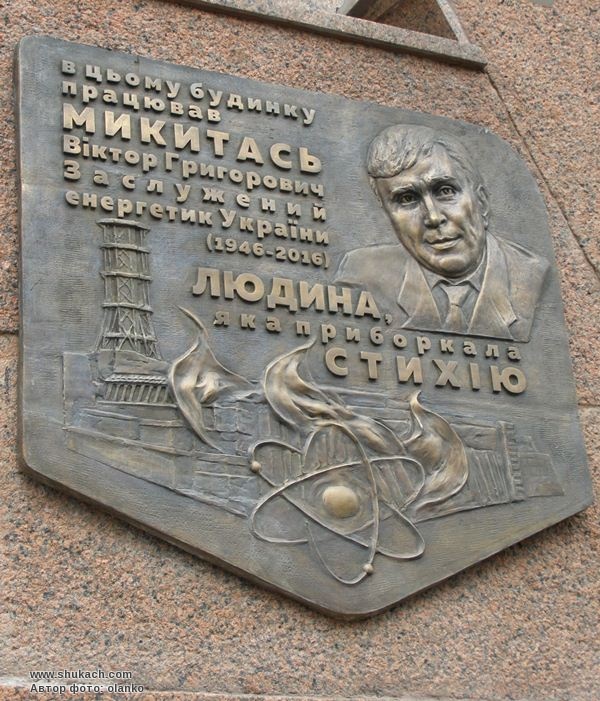 в цьому будинку
працював
МИКИТАСЬ
Віктор Григорович
Заслужений
енергетик України
(1946-2016)
ЛЮДИНА,
яка приборкала
СТИХІЮ
www.shukach.com
Автор фото: olanko